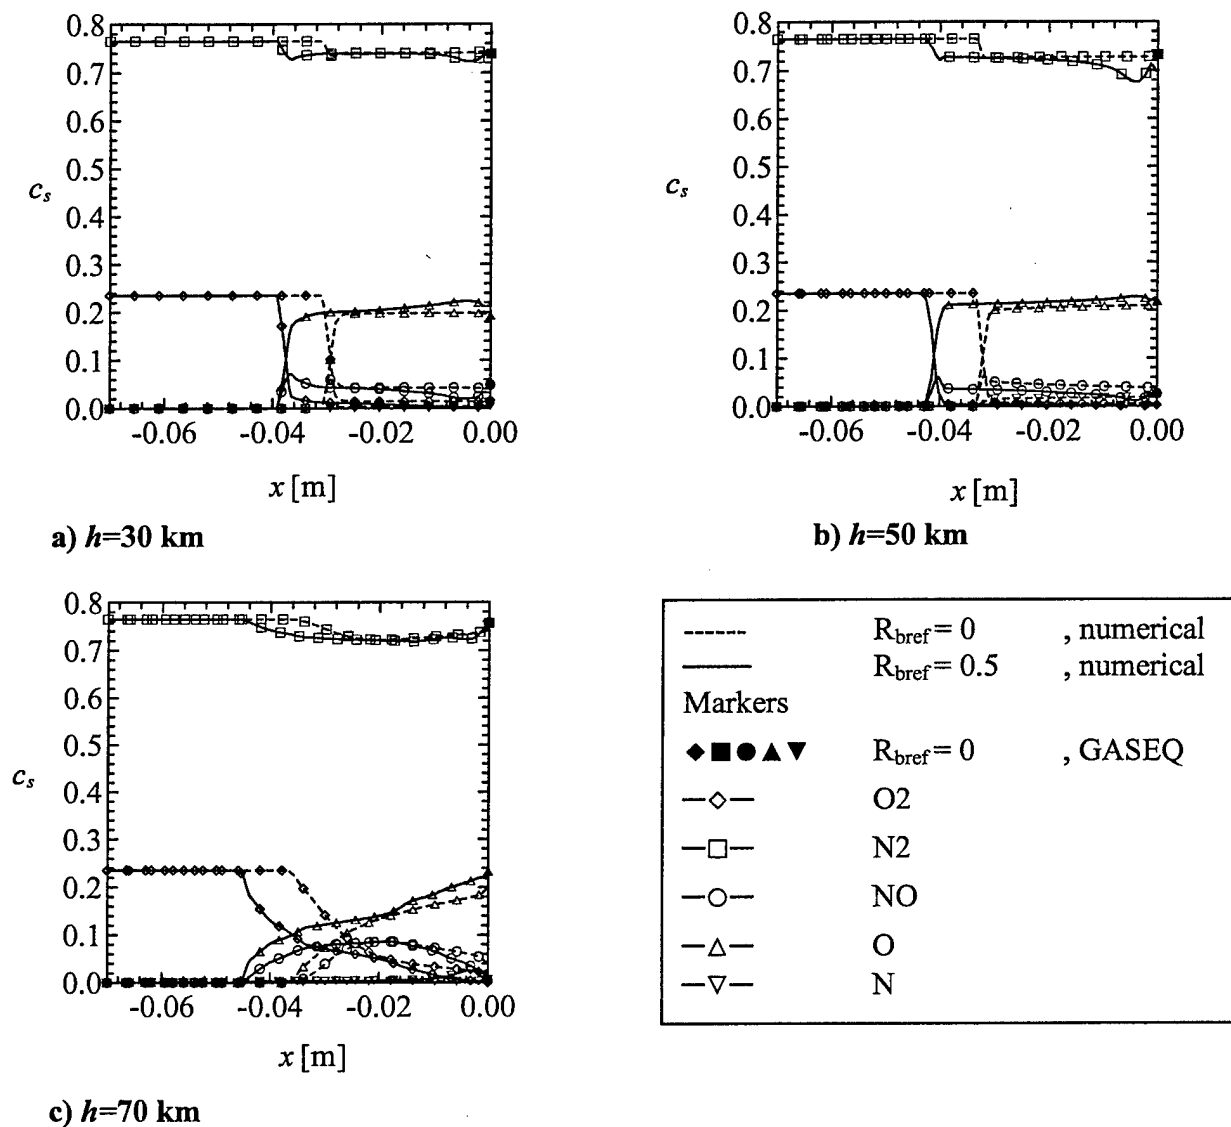 0.8
0.7
0.6
0.5
c_s
0.4
0.3
0.2
0.1
0.0
-0.06 -0.04 -0.02 0.00
x [m]
a) h=30 km
0.8
0.7
0.6
0.5
c_s
0.4
0.3
0.2
0.1
0.0
-0.06 -0.04 -0.02 0.00
x [m]
b) h=50 km
0.8
0.7
0.6
0.5
c_s
0.4
0.3
0.2
0.1
0.0
-0.06 -0.04 -0.02 0.00
x [m]
c) h=70 km
R_bref = 0 , numerical
R_bref = 0.5 , numerical
Markers
R_bref = 0 , GASEQ
O2
N2
NO
O
N